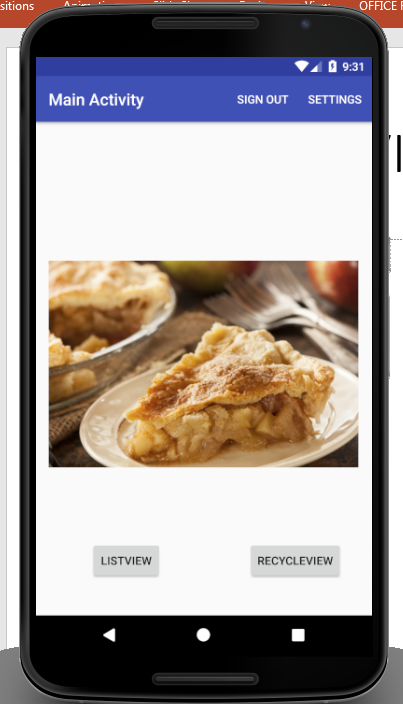 sitions
OFFICE
9:31
Main Activity
SIGN OUT
SETTINGS
LISTVIEW
RECYCLEVIEW